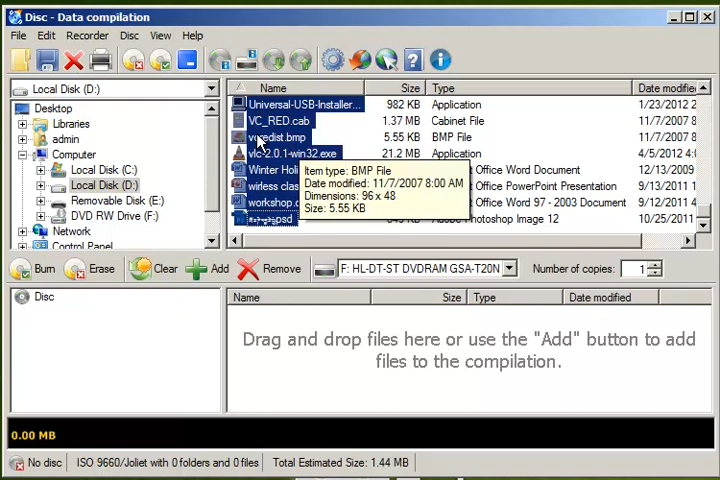 Disc - Data compilation
File Edit Recorder Disc View Help
Local Disk (D:)
Desktop
Libraries
admin
Computer
Local Disk (C:)
Local Disk (D:)
Removable Disk (E:)
DVD RW Drive (F:)
Network
Control Panel
Name Size Type Date modified
Universal-USB-Installer... 982 KB Application 1/23/2012
VC_RED.cab 1.37 MB Cabinet File 11/7/2007
vcredist.bmp 5.55 KB BMP File 11/7/2007 8
vlc-2.0.1-win32.exe 21.2 MB Application 4/5/2012 4
Winter Holi Office Word Document 9/13/2011
wirless clas Office PowerPoint Presentation 9/13/2011
workshop. Office Word 97 - 2003 Document 9/12/2011
Photoshop Image 12 10/25/2011
Item type: BMP File
Date modified: 11/7/2007 8:00 AM
Dimensions: 96 x 48
Size: 5.55 KB
Burn Erase Clear Add Remove F: HL-DT-ST DVDRAM GSA-T20N Number of copies: 1
Disc
Name Size Type Date modified
Drag and drop files here or use the "Add" button to add
files to the compilation.
0.00 MB
No disc ISO 9660/Joliet with 0 folders and 0 files Total Estimated Size: 1.44 MB